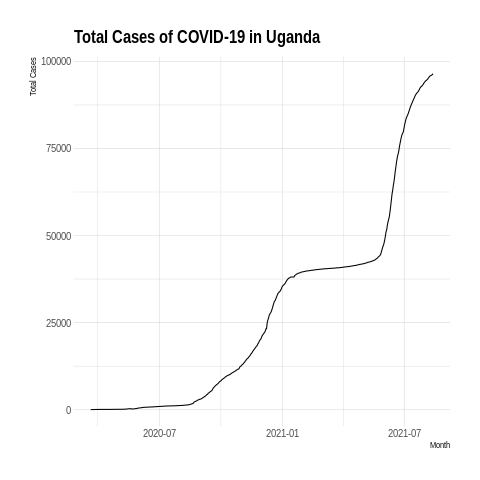 Total Cases of COVID-19 in Uganda
Total Cases
100000
75000
50000
25000
0
2020-07
2021-01
2021-07
Month